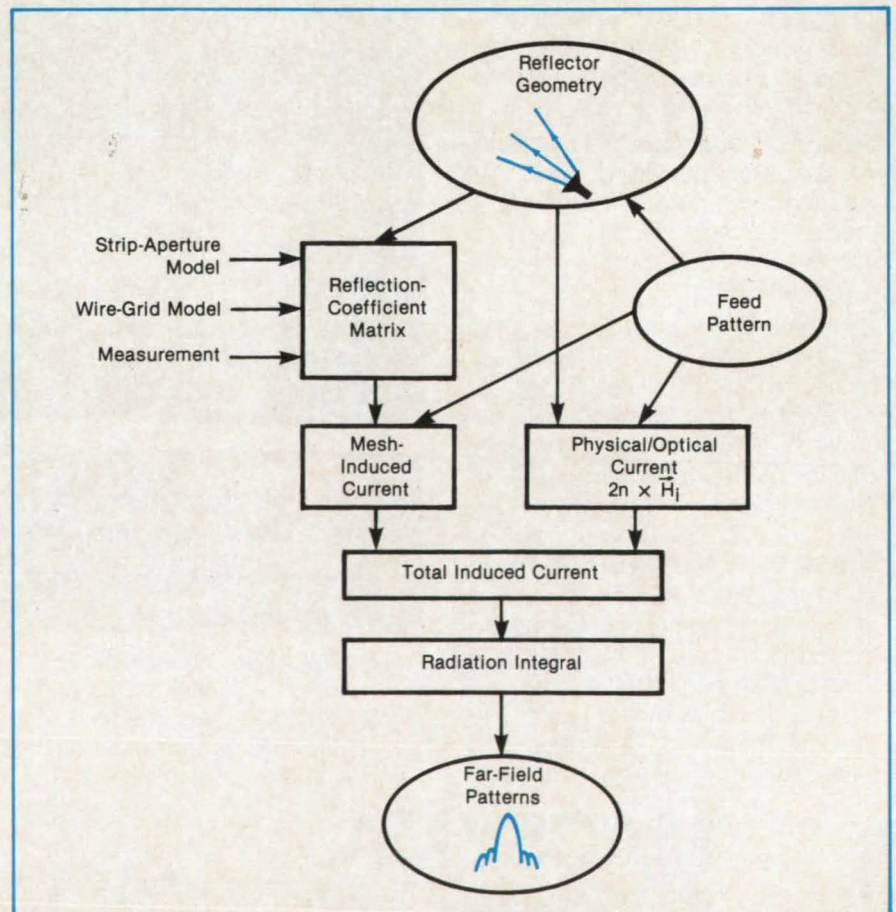 Reflector
Geometry
Strip-Aperture
Model
Wire-Grid Model
Measurement
Reflection-
Coefficient
Matrix
Feed
Pattern
Mesh-
Induced
Current
Physical/Optical
Current
2n × H⃗i
Total Induced Current
Radiation Integral
Far-Field
Patterns